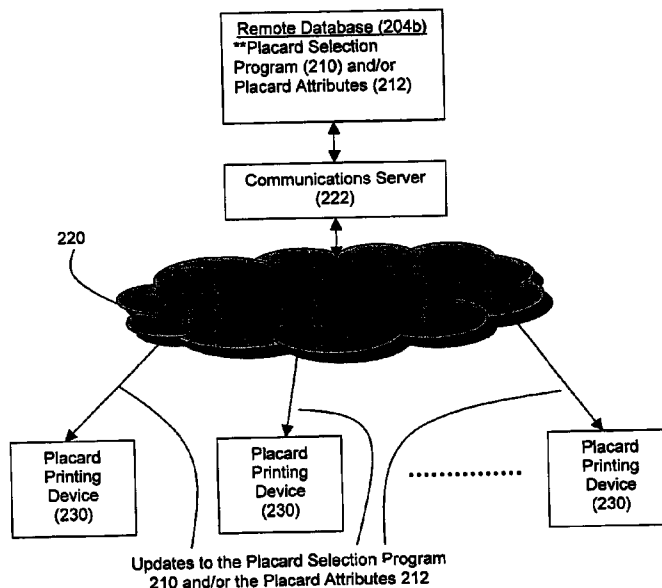 Remote Database (204b)
**Placard Selection
Program (210) and/or
Placard Attributes (212)
Communications Server
(222)
220
Placard
Printing
Device
(230)
Placard
Printing
Device
(230)
Placard
Printing
Device
(230)
Updates to the Placard Selection Program
210 and/or the Placard Attributes 212